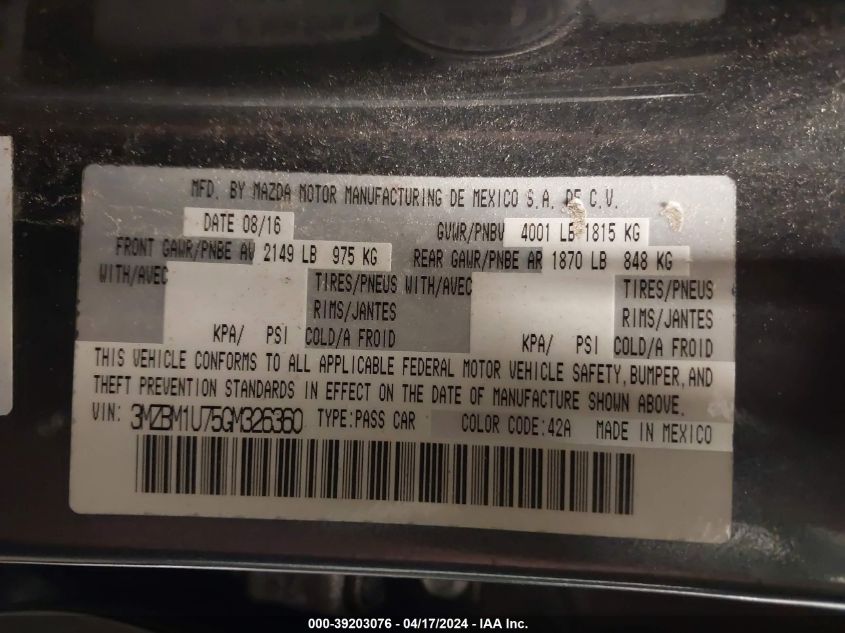 MFD. BY MAZDA MOTOR MANUFACTURING DE MEXICO S.A. DE C.V.
DATE 08/16 GVWR/PNBV 4001 LB 1815 KG
FRONT GAWR/PNBE AV 2149 LB 975 KG REAR GAWR/PNBE AR 1870 LB 848 KG
WITH/AVEC TIRES/PNEUS WITH/AVEC TIRES/PNEUS
RIMS/JANTES RIMS/JANTES
KPA/ PSI COLD/A FROID KPA/ PSI COLD/A FROID
THIS VEHICLE CONFORMS TO ALL APPLICABLE FEDERAL MOTOR VEHICLE SAFETY, BUMPER, AND
THEFT PREVENTION STANDARDS IN EFFECT ON THE DATE OF MANUFACTURE SHOWN ABOVE.
VIN: 3MZBM1U75GM326360 TYPE:PASS CAR COLOR CODE:42A MADE IN MEXICO
000-39203076 - 04/17/2024 - IAA Inc.